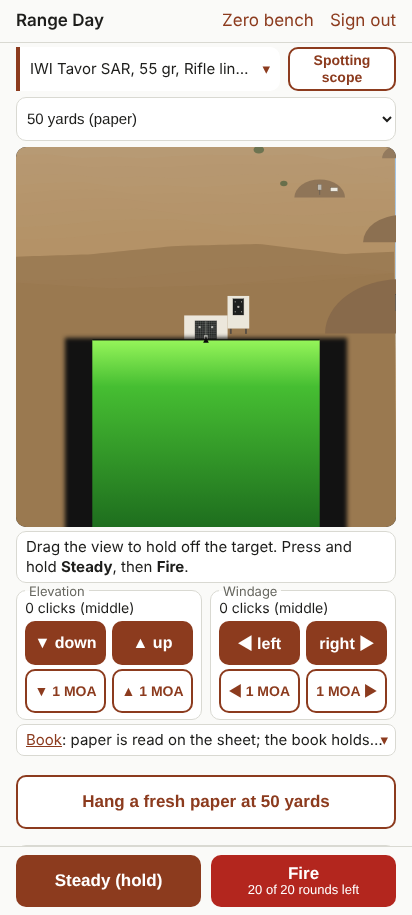 Range Day
Zero bench
Sign out
IWI Tavor SAR, 55 gr, Rifle lin... ▼
Spotting
scope
50 yards (paper)
Drag the view to hold off the target. Press and
hold Steady, then Fire.
Elevation
0 clicks (middle)
▼ down
▲ up
▼ 1 MOA
▲ 1 MOA
Windage
0 clicks (middle)
◀ left
right ▶
◀ 1 MOA
1 MOA ▶
Book: paper is read on the sheet; the book holds... ▼
Hang a fresh paper at 50 yards
Steady (hold)
Fire
20 of 20 rounds left